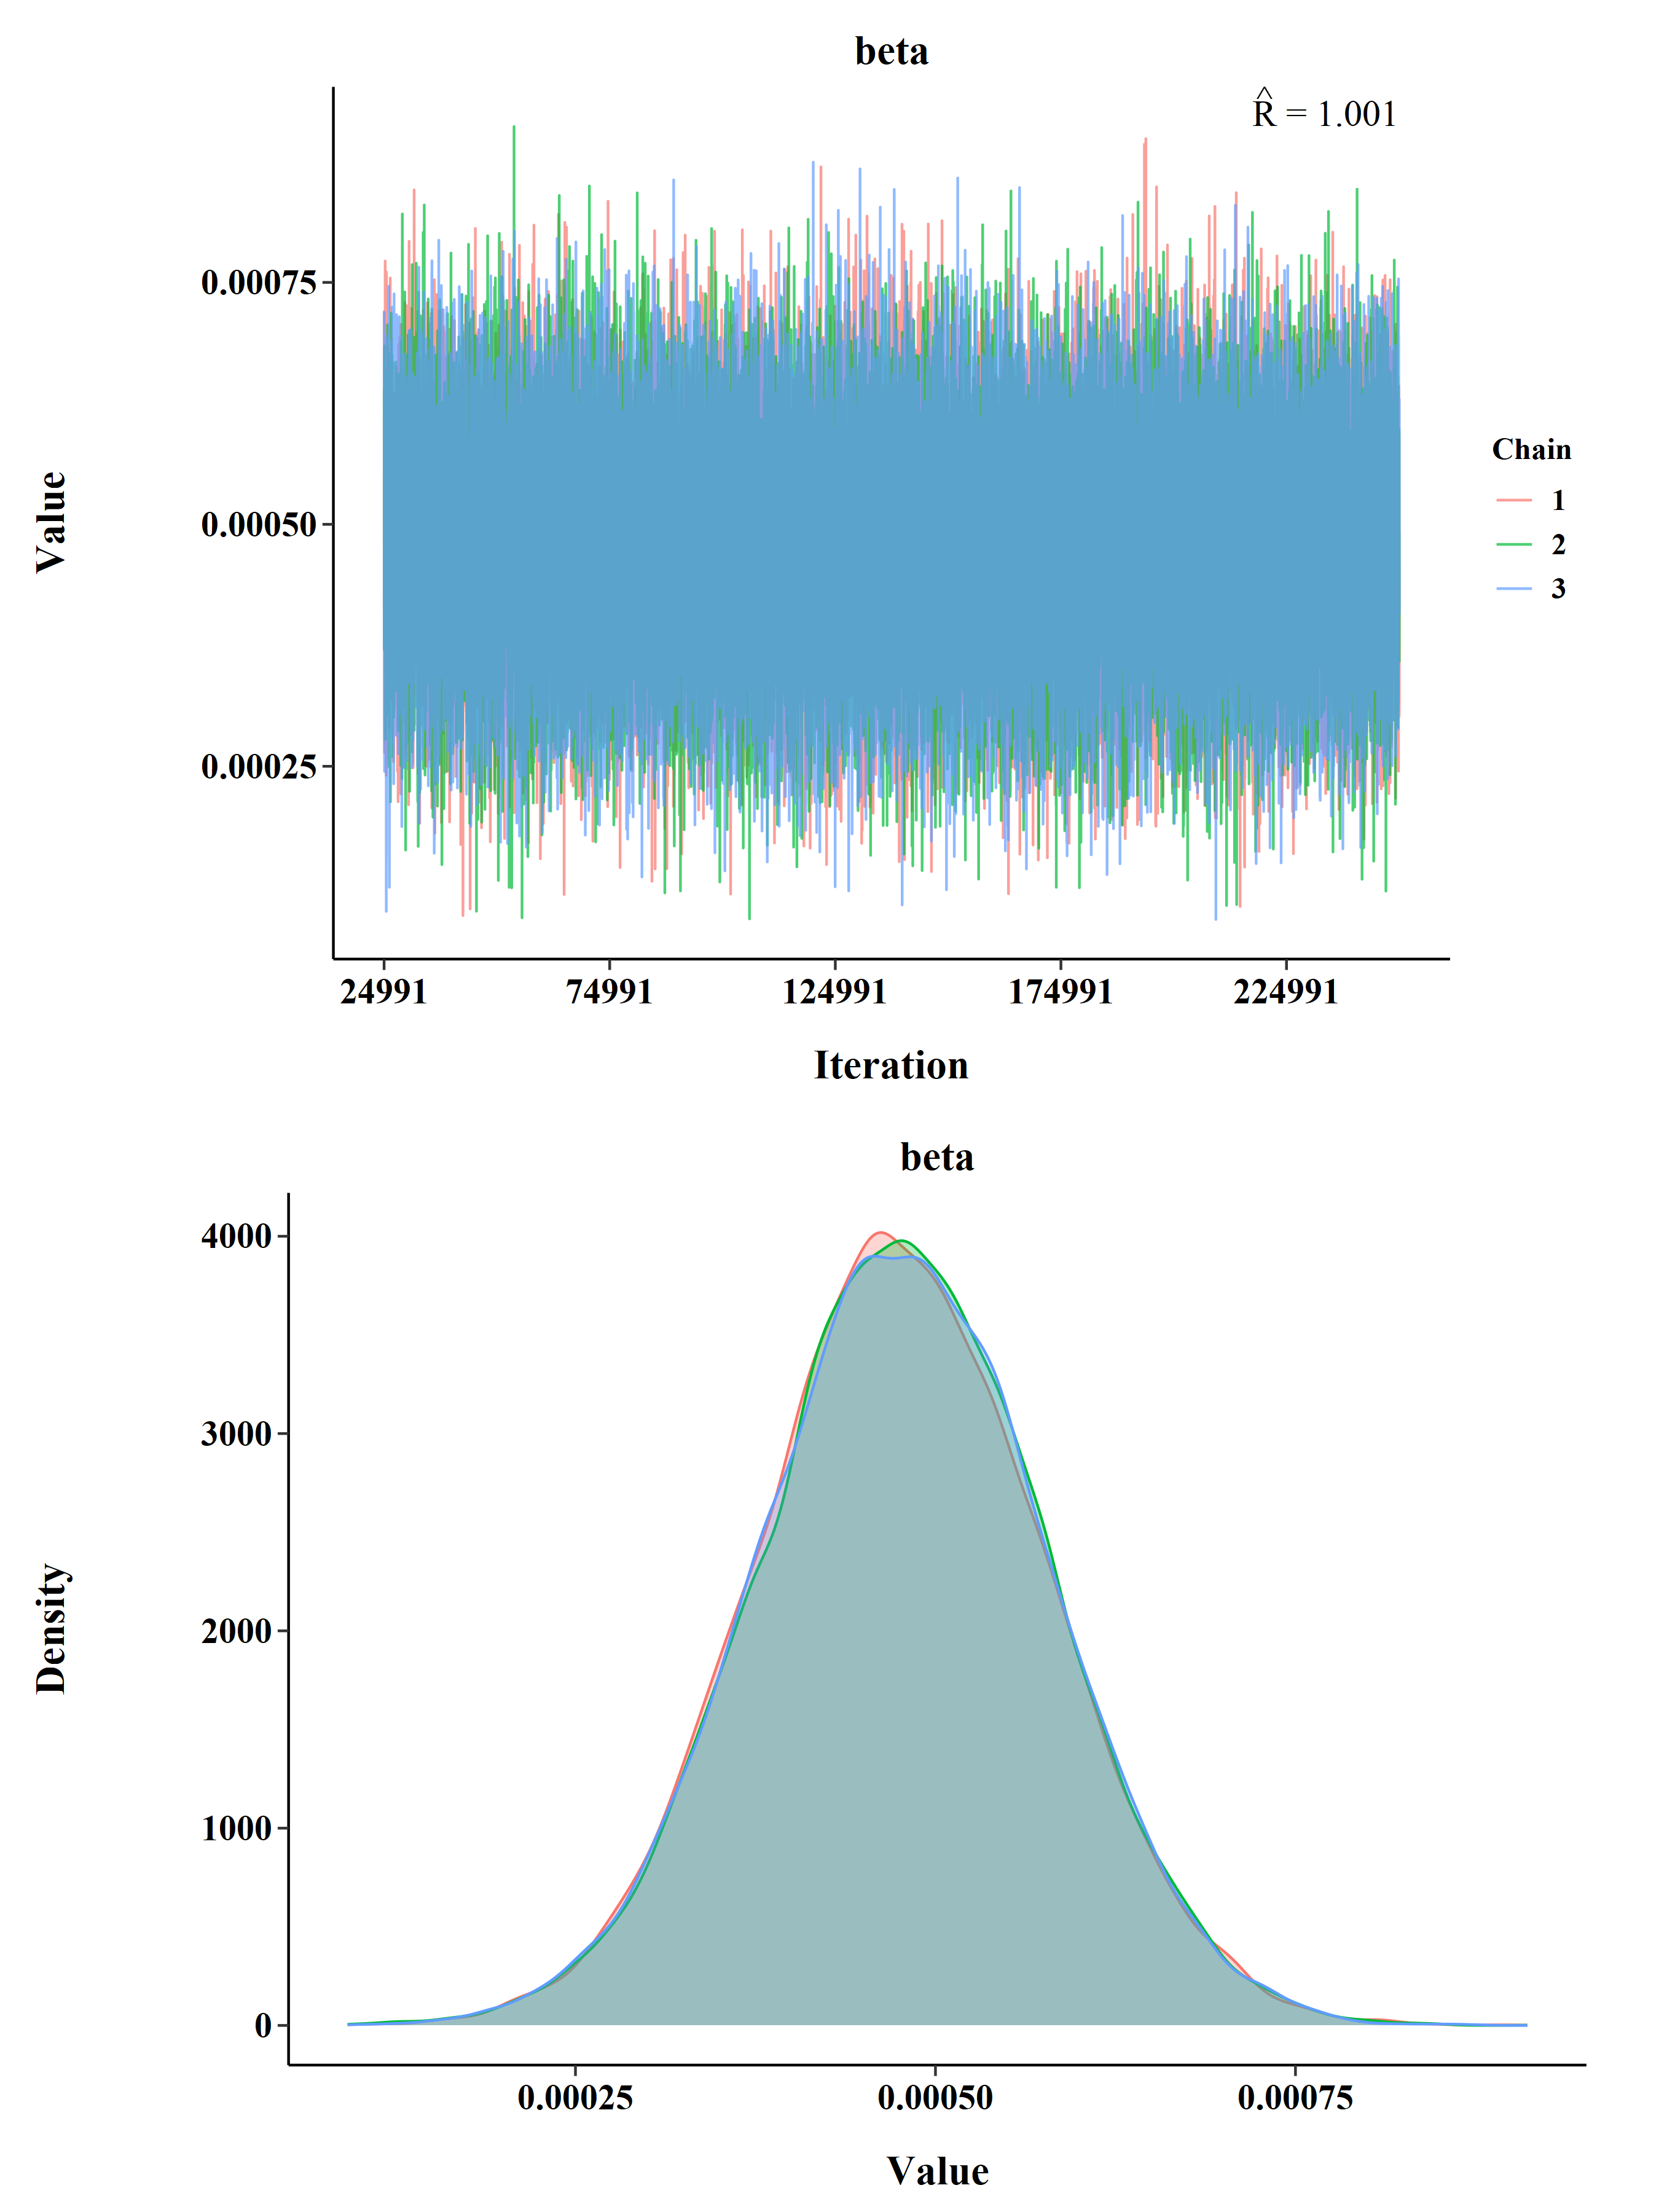 beta
R̂ = 1.001
Value
0.00075
0.00050
0.00025
24991 74991 124991 174991 224991
Iteration
Chain
1
2
3
beta
Density
4000
3000
2000
1000
0
0.00025 0.00050 0.00075
Value